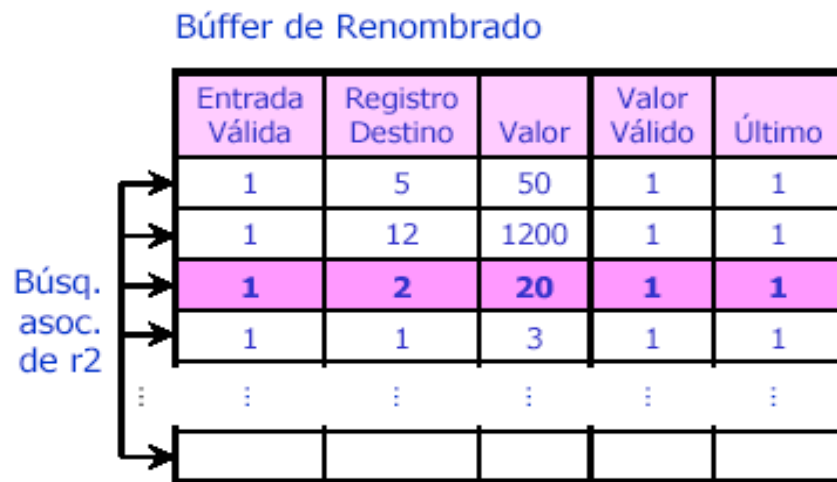 Búffer de Renombrado
Entrada Válida Registro Destino Valor Valor Válido Último
1 5 50 1 1
1 12 1200 1 1
1 2 20 1 1
1 1 3 1 1
⋮ ⋮ ⋮ ⋮ ⋮ ⋮
Búsq.
asoc.
de r2